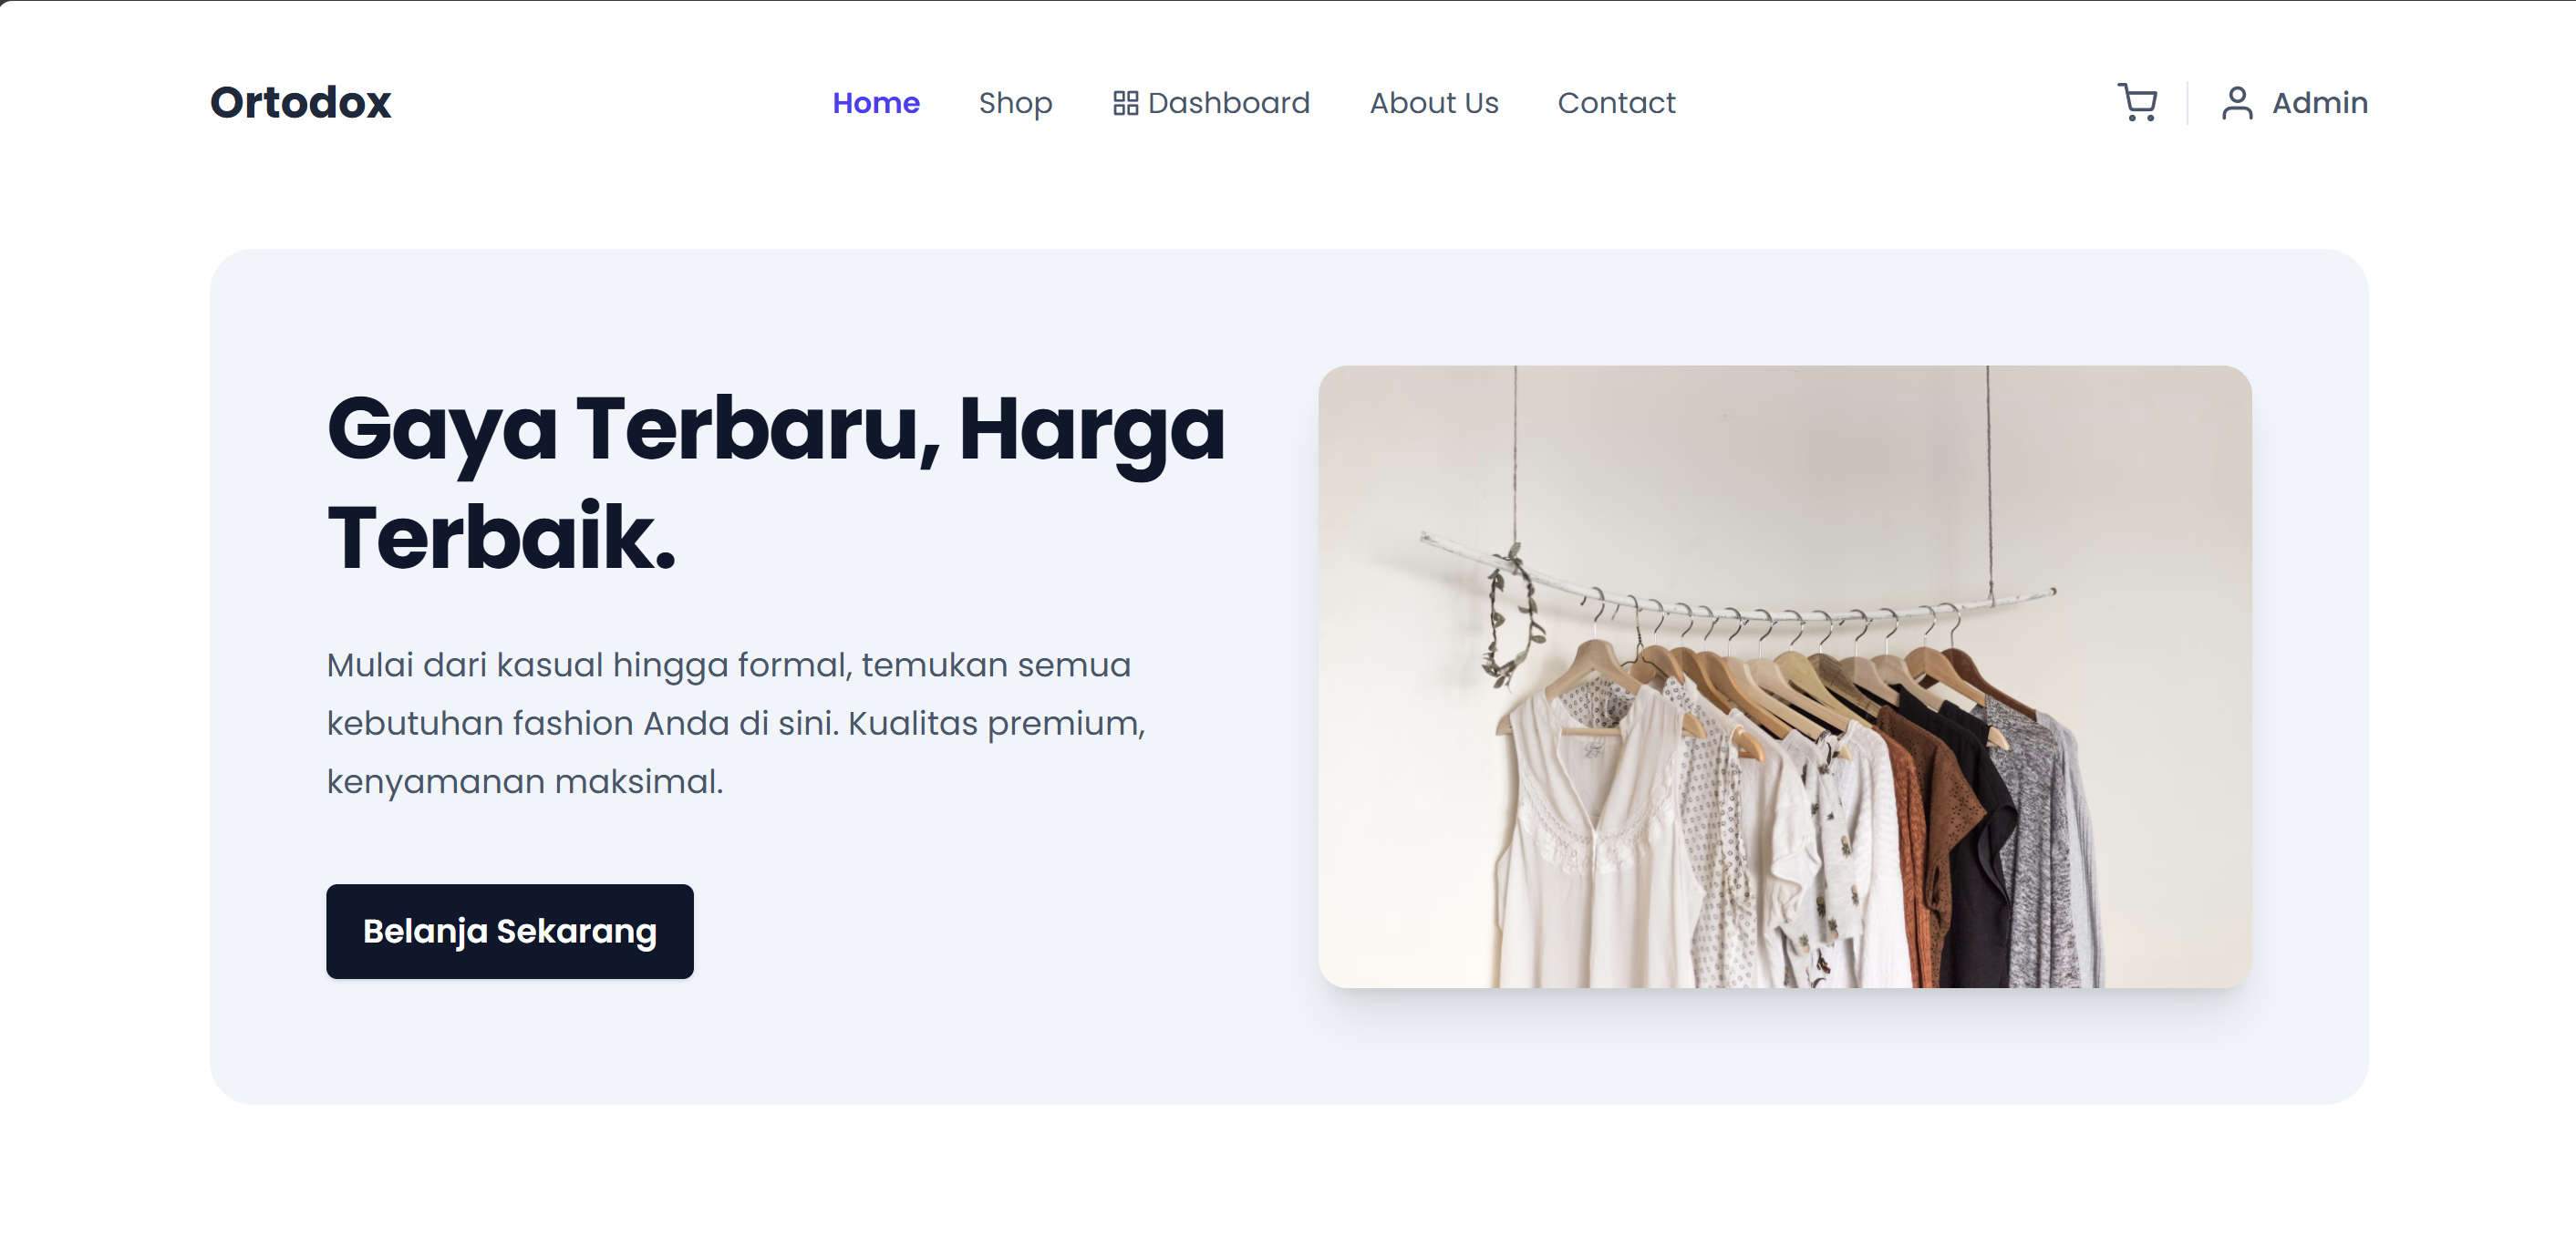 Ortodox
Home Shop Dashboard About Us Contact
Admin
Gaya Terbaru, Harga
Terbaik.
Mulai dari kasual hingga formal, temukan semua
kebutuhan fashion Anda di sini. Kualitas premium,
kenyamanan maksimal.
Belanja Sekarang